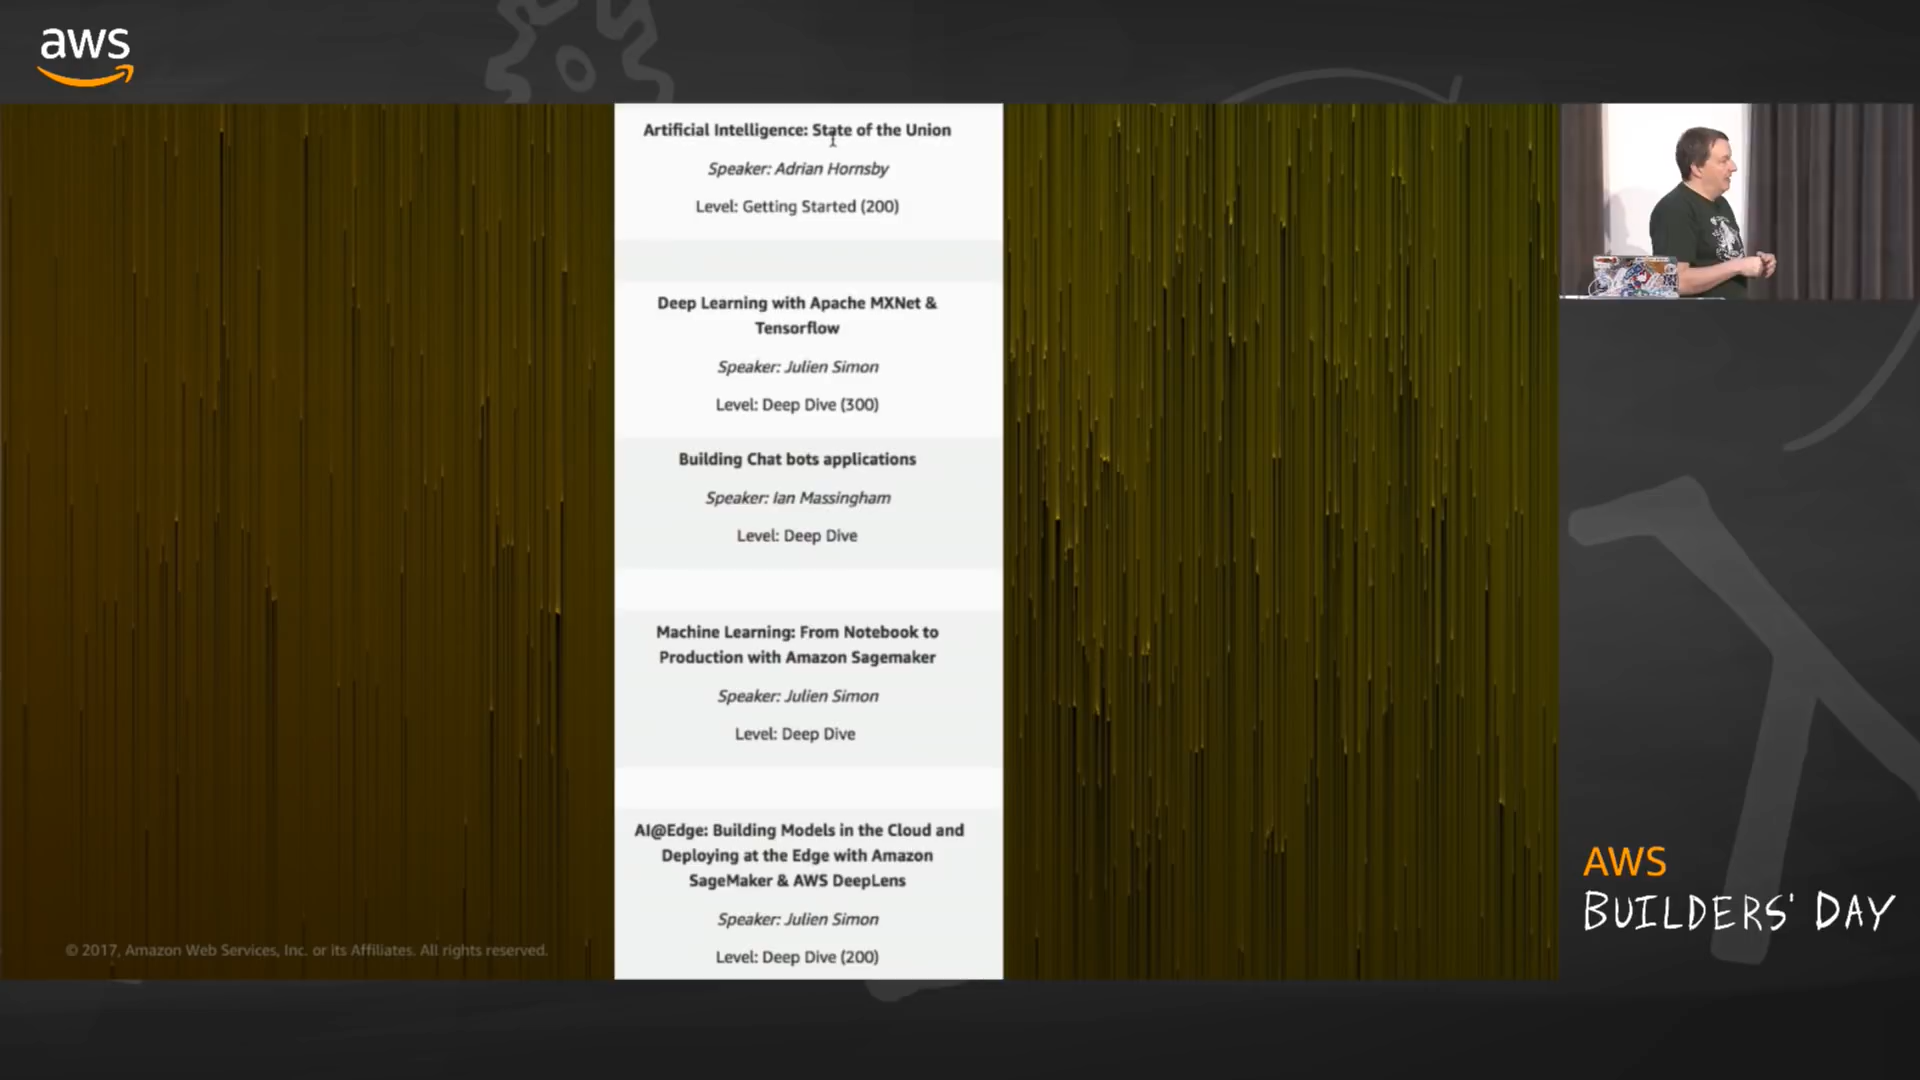 aws
Artificial Intelligence: State of the Union
Speaker: Adrian Hornsby
Level: Getting Started (200)
Deep Learning with Apache MXNet &
Tensorflow
Speaker: Julien Simon
Level: Deep Dive (300)
Building Chat bots applications
Speaker: Ian Massingham
Level: Deep Dive
Machine Learning: From Notebook to
Production with Amazon Sagemaker
Speaker: Julien Simon
Level: Deep Dive
AI@Edge: Building Models in the Cloud and
Deploying at the Edge with Amazon
SageMaker & AWS DeepLens
Speaker: Julien Simon
Level: Deep Dive (200)
© 2017, Amazon Web Services, Inc. or its Affiliates. All rights reserved.
AWS
BUILDERS' DAY